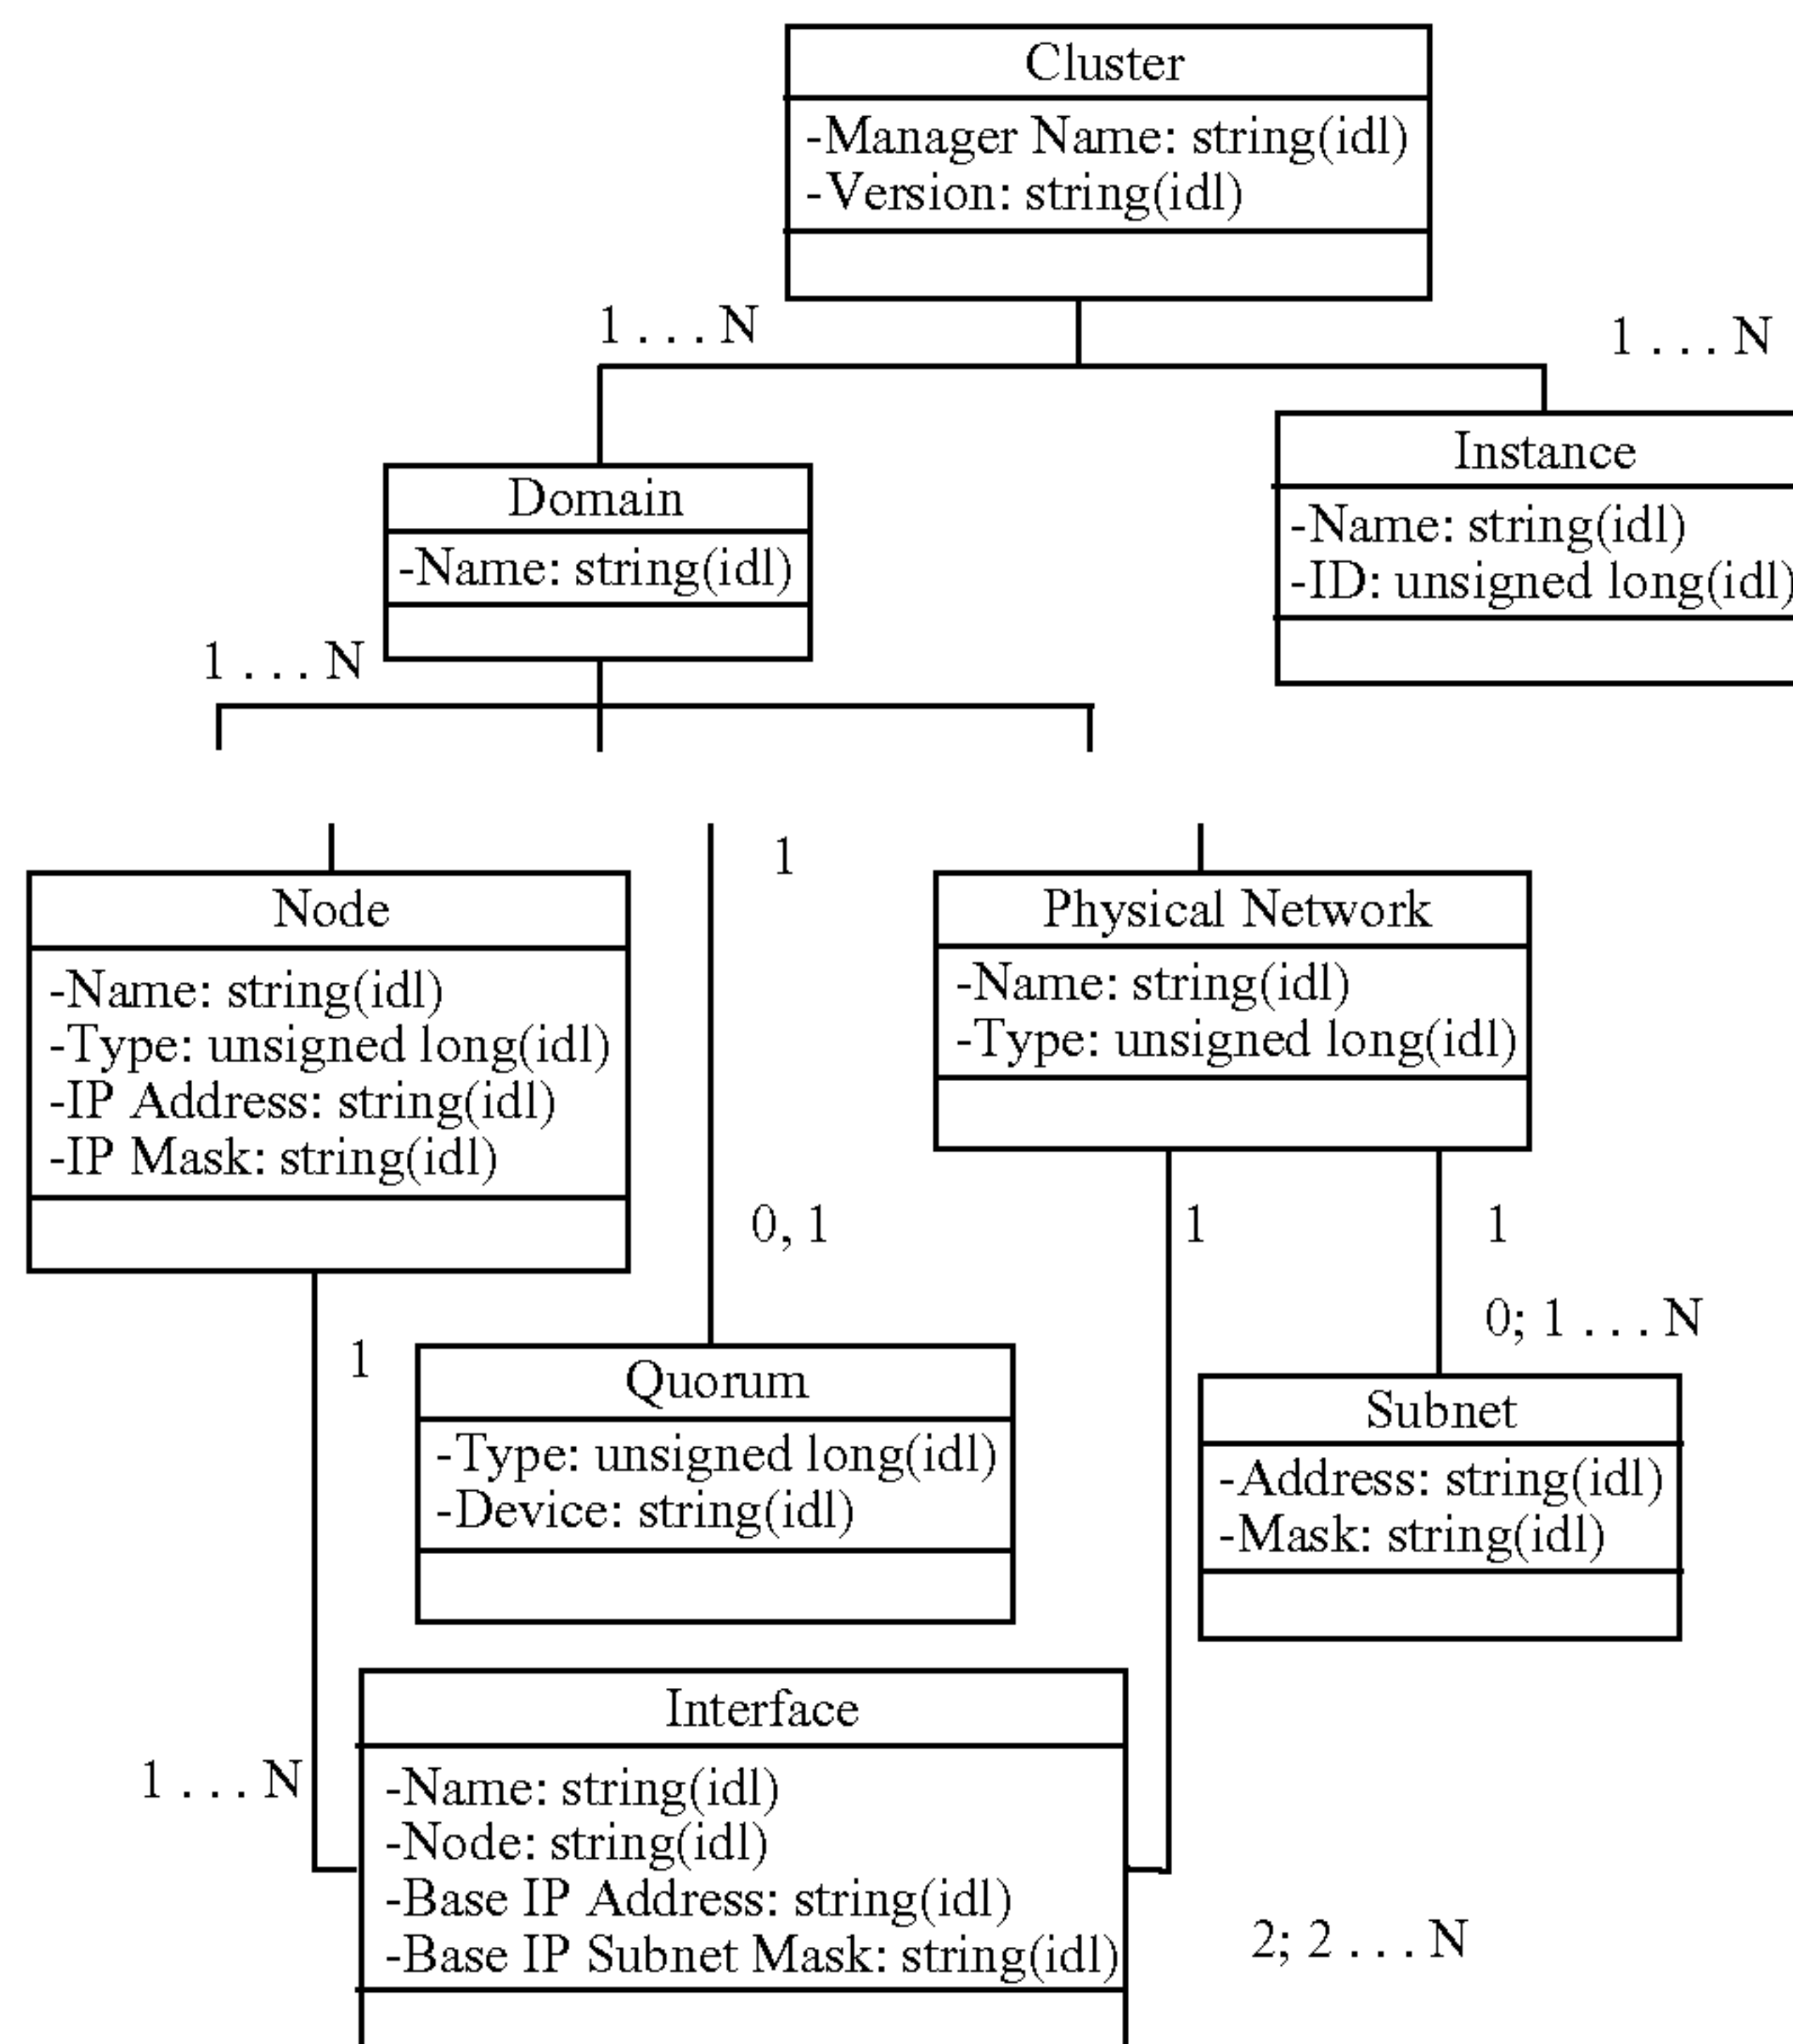 Cluster
-Manager Name: string(idl)
-Version: string(idl)
1 . . . N
1 . . . N
Instance
-Name: string(idl)
-ID: unsigned long(idl)
Domain
-Name: string(idl)
1 . . . N
1
Node
-Name: string(idl)
-Type: unsigned long(idl)
-IP Address: string(idl)
-IP Mask: string(idl)
Physical Network
-Name: string(idl)
-Type: unsigned long(idl)
0, 1
1
1
0; 1 . . . N
1
Quorum
-Type: unsigned long(idl)
-Device: string(idl)
Subnet
-Address: string(idl)
-Mask: string(idl)
Interface
-Name: string(idl)
-Node: string(idl)
-Base IP Address: string(idl)
-Base IP Subnet Mask: string(idl)
1 . . . N
2; 2 . . . N